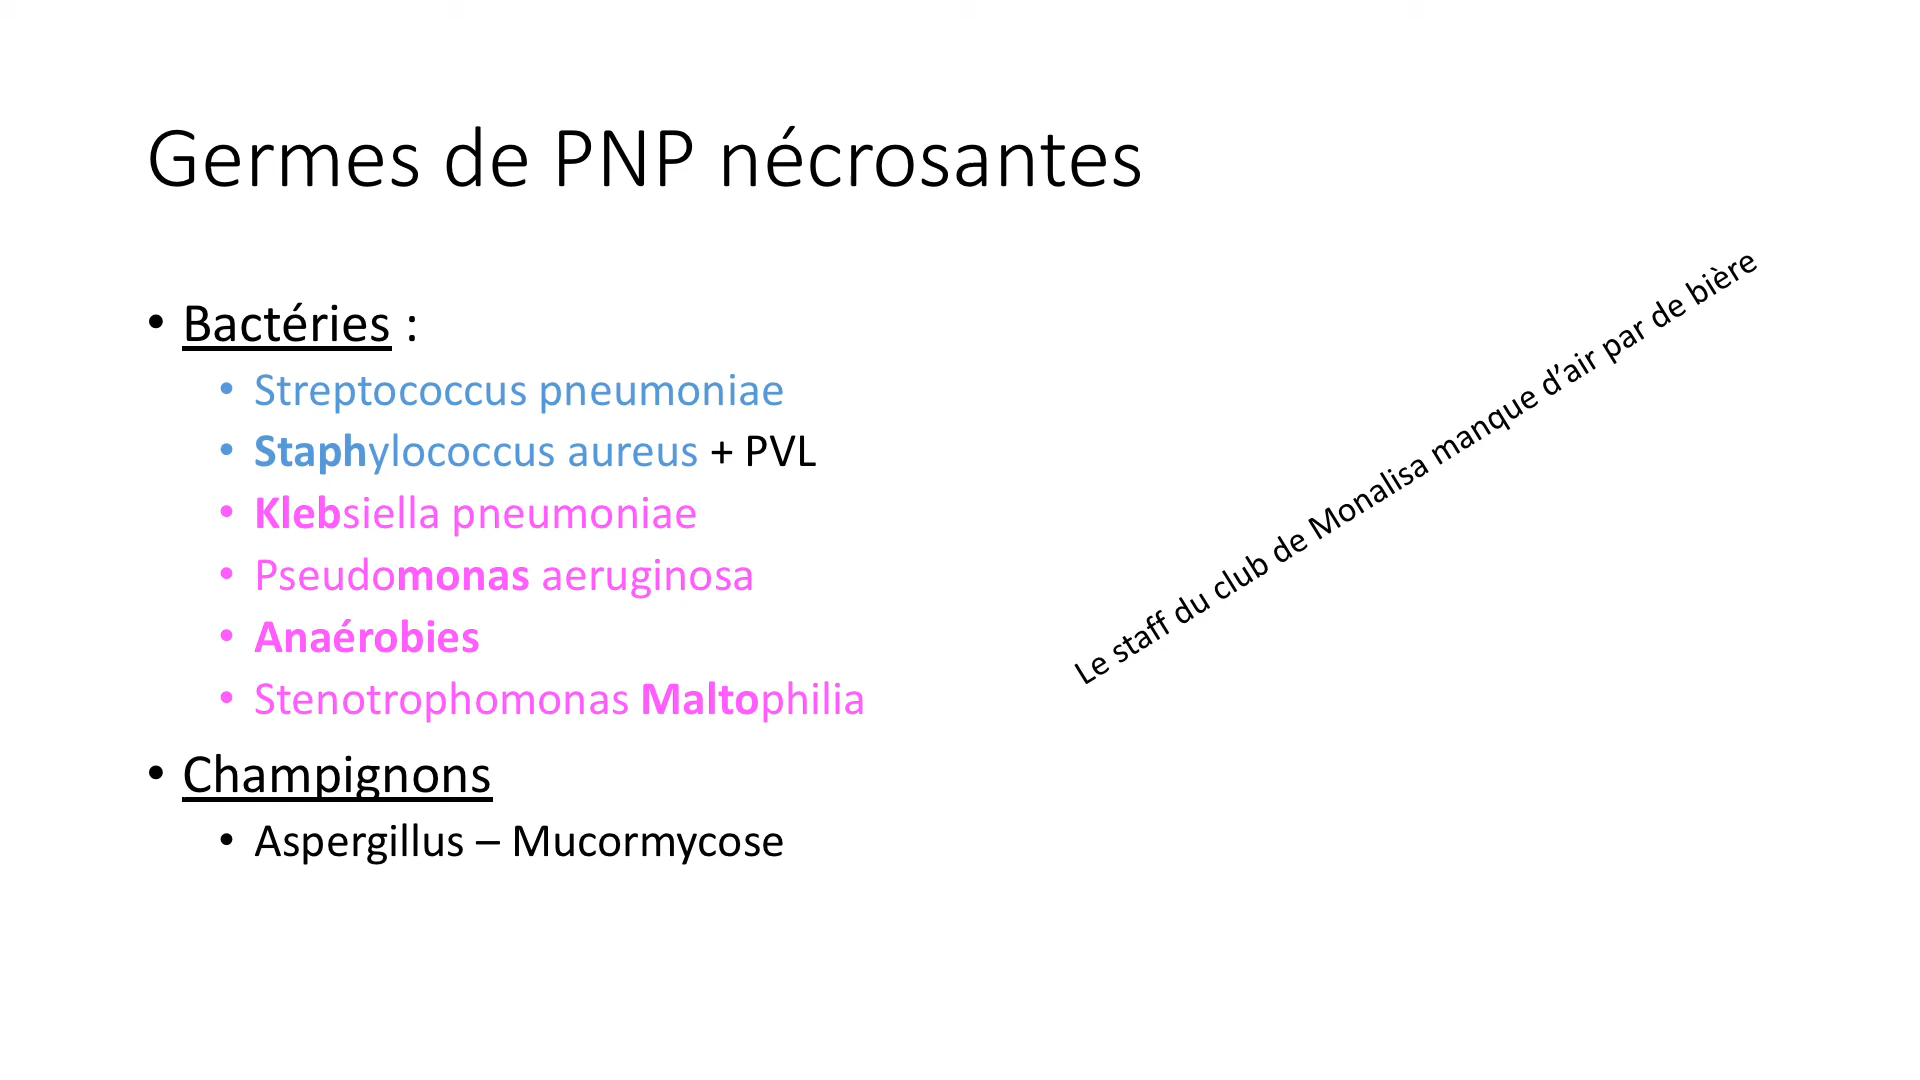 Germes de PNP nécrosantes
• Bactéries :
• Streptococcus pneumoniae
• Staphylococcus aureus + PVL
• Klebsiella pneumoniae
• Pseudomonas aeruginosa
• Anaérobies
• Stenotrophomonas Maltophilia
• Champignons
• Aspergillus – Mucormycose
Le staff du club de Monalisa manque d’air par de bière